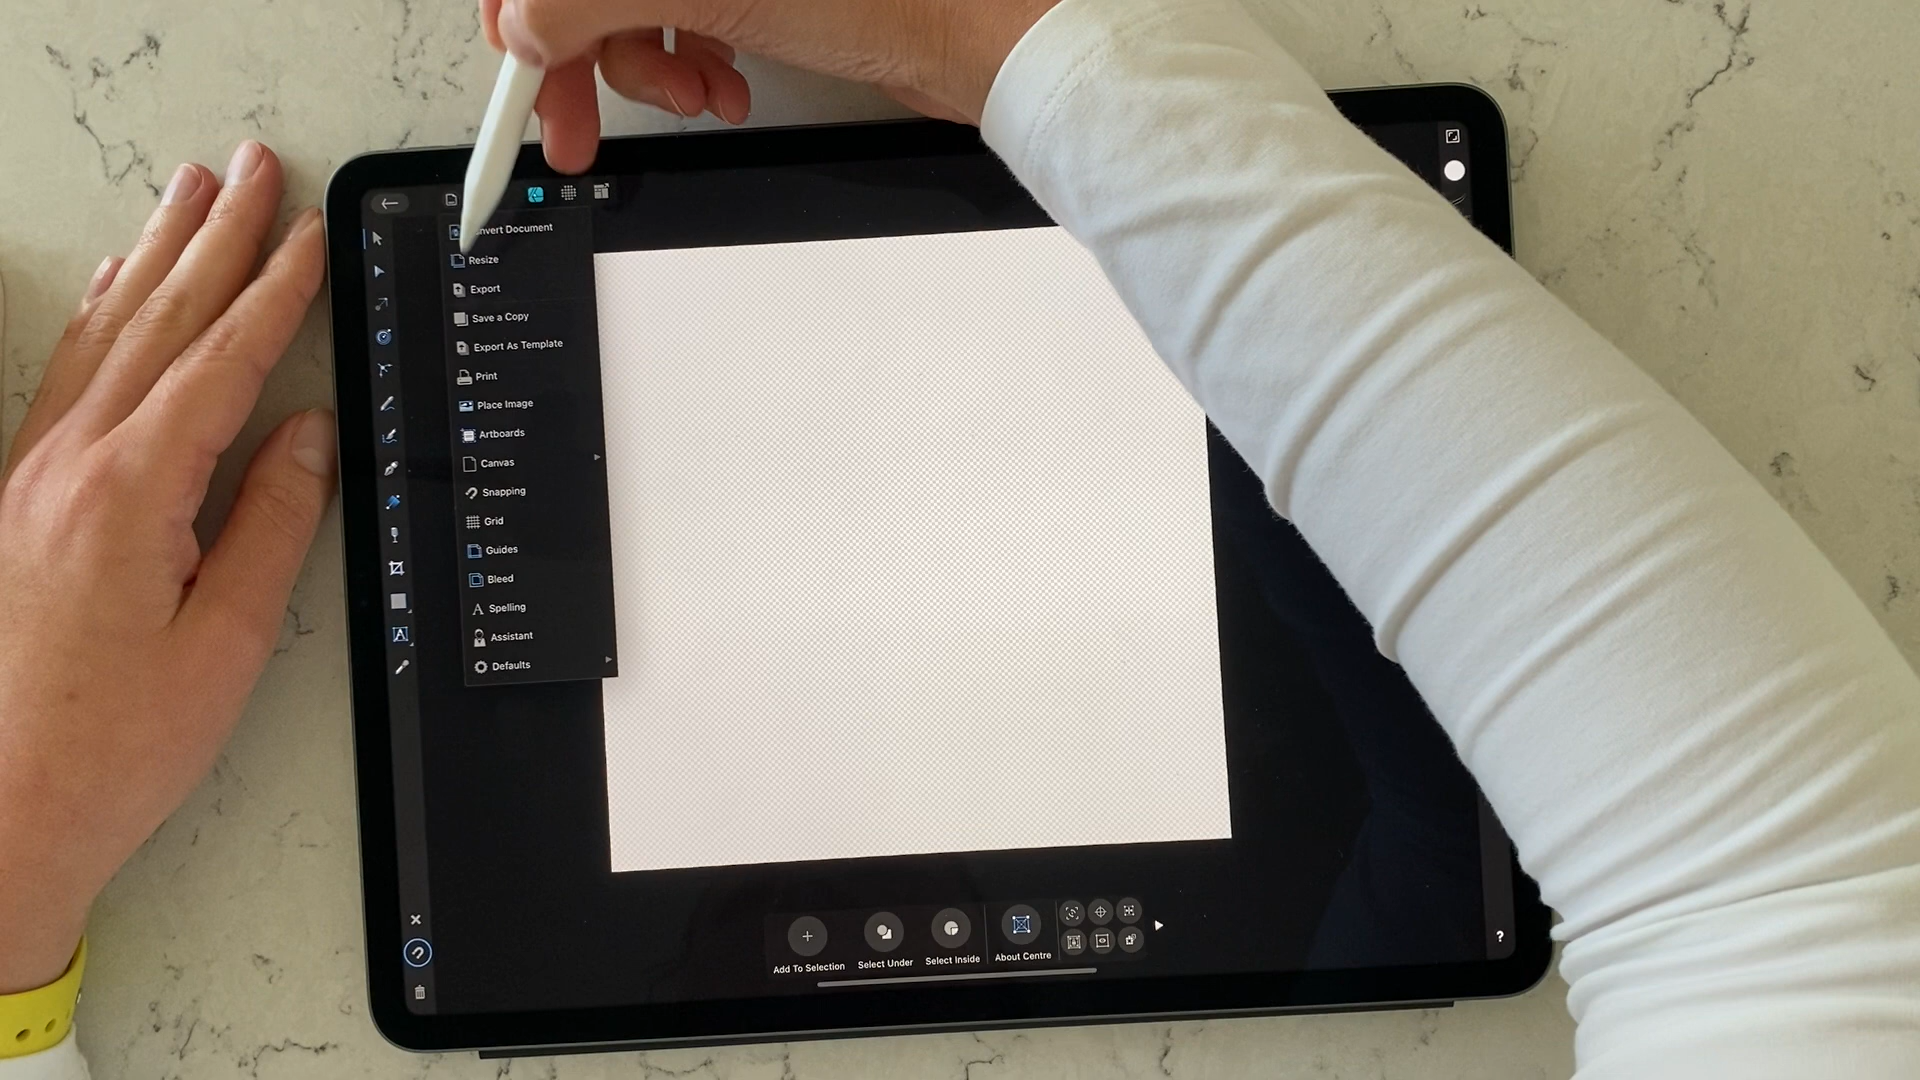 nvert Document
Resize
Export
Save a Copy
Export As Template
Print
Place Image
Artboards
Canvas
Snapping
Grid
Guides
Bleed
A Spelling
Assistant
Defaults
A
Add To Selection
Select Under
Select Inside
About Centre
?